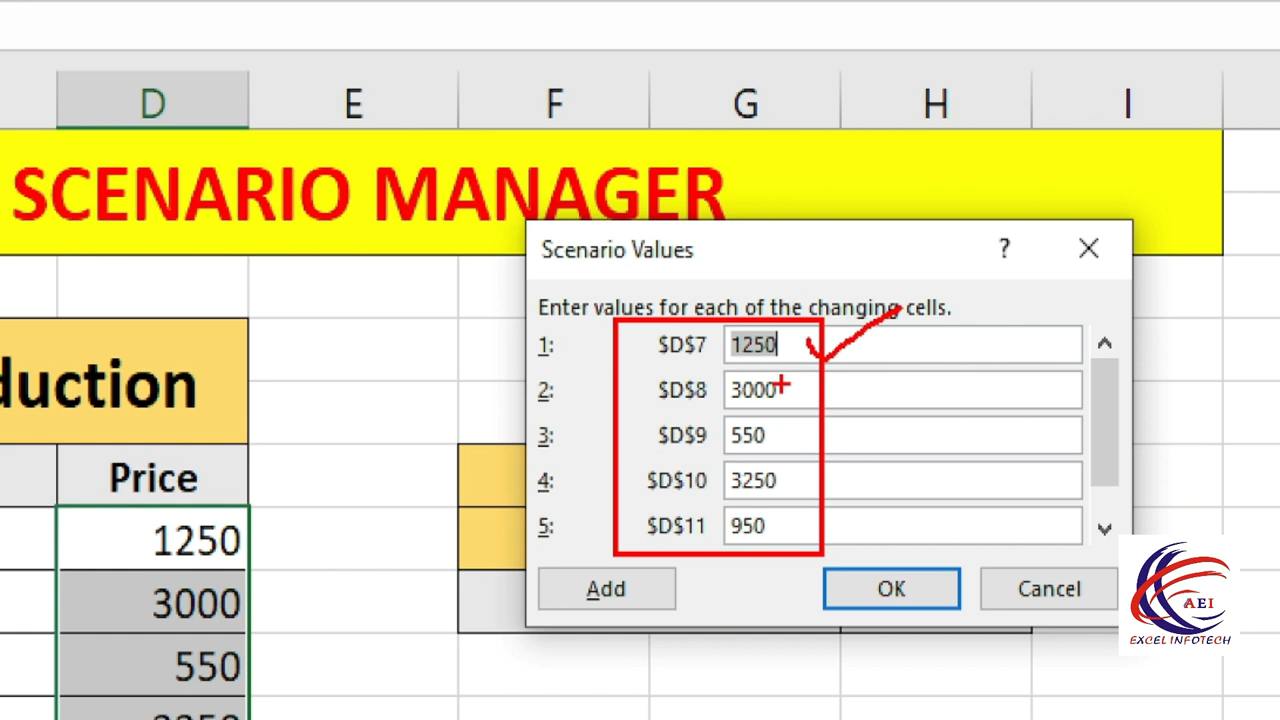 D E F G H I
SCENARIO MANAGER
Scenario Values ?
Enter values for each of the changing cells.
1: $D$7 1250
2: $D$8 3000
3: $D$9 550
4: $D$10 3250
5: $D$11 950
Add OK Cancel
duction
Price
1250
3000
550
3250
AEI
EXCEL INFOTECH